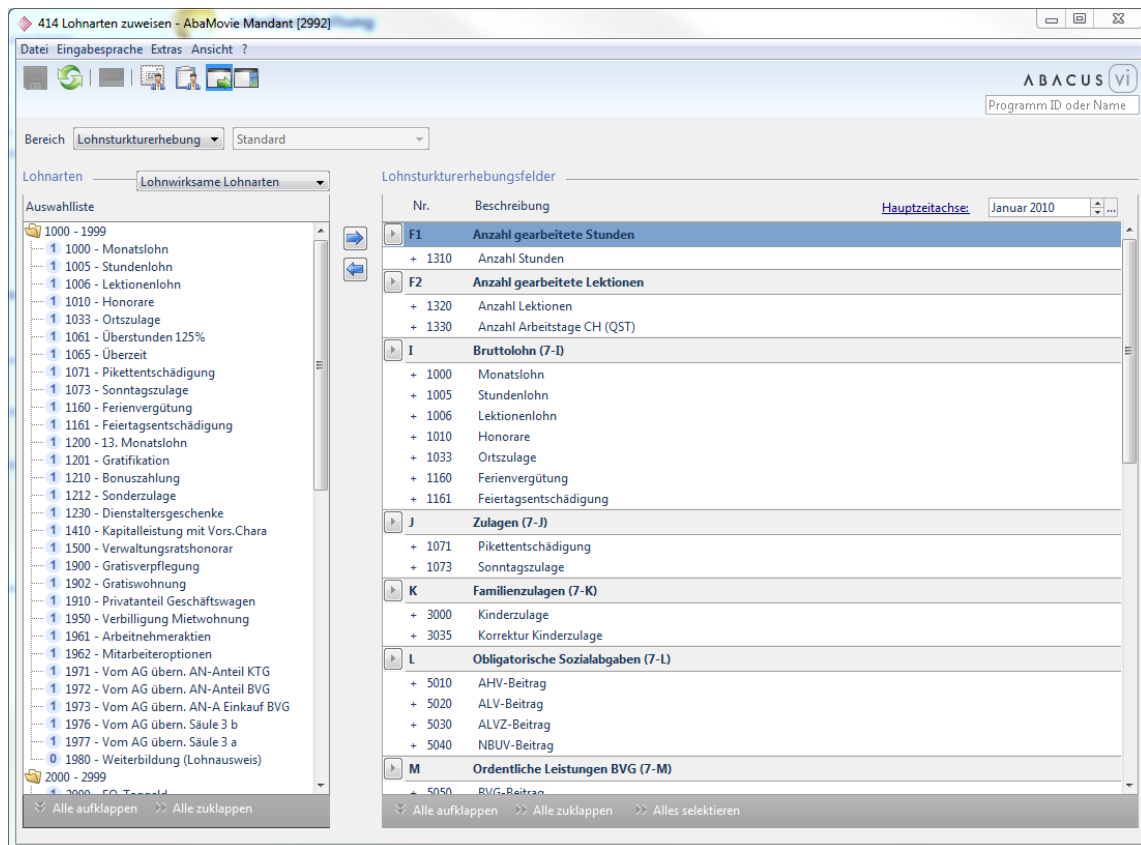 414 Lohnarten zuweisen - AbaMovie Mandant [2992]
Datei Eingabesprache Extras Ansicht ?
ABACUS vi
Programm ID oder Name
Bereich Lohnsturkturerhebung Standard
Lohnarten Lohnwirksame Lohnarten
Auswahlliste
1000 - 1999
1 1000 - Monatslohn
1 1005 - Stundenlohn
1 1006 - Lektionenlohn
1 1010 - Honorare
1 1033 - Ortszulage
1 1061 - Überstunden 125%
1 1065 - Überzeit
1 1071 - Pikettentschädigung
1 1073 - Sonntagszulage
1 1160 - Ferienvergütung
1 1161 - Feiertagsentschädigung
1 1200 - 13. Monatslohn
1 1201 - Gratifikation
1 1210 - Bonuszahlung
1 1212 - Sonderzulage
1 1230 - Dienstaltersgeschenke
1 1410 - Kapitalleistung mit Vors.Chara
1 1500 - Verwaltungsratshonorar
1 1900 - Gratisverpflegung
1 1902 - Gratiswohnung
1 1910 - Privatanteil Geschäftswagen
1 1950 - Verbilligung Mietwohnung
1 1961 - Arbeitnehmeraktien
1 1962 - Mitarbeiteroptionen
1 1971 - Vom AG übern. AN-Anteil KTG
1 1972 - Vom AG übern. AN-Anteil BVG
1 1973 - Vom AG übern. AN-A Einkauf BVG
1 1976 - Vom AG übern. Säule 3 b
1 1977 - Vom AG übern. Säule 3 a
0 1980 - Weiterbildung (Lohnausweis)
2000 - 2999
1 2000 - EO-Taggeld
Alle aufklappen Alle zuklappen
Lohnsturkturerhebungsfelder
Nr. Beschreibung Hauptzeitachse: Januar 2010 ...
F1 Anzahl gearbeitete Stunden
+ 1310 Anzahl Stunden
F2 Anzahl gearbeitete Lektionen
+ 1320 Anzahl Lektionen
+ 1330 Anzahl Arbeitstage CH (QST)
I Bruttolohn (7-I)
+ 1000 Monatslohn
+ 1005 Stundenlohn
+ 1006 Lektionenlohn
+ 1010 Honorare
+ 1033 Ortszulage
+ 1160 Ferienvergütung
+ 1161 Feiertagsentschädigung
J Zulagen (7-J)
+ 1071 Pikettentschädigung
+ 1073 Sonntagszulage
K Familienzulagen (7-K)
+ 3000 Kinderzulage
+ 3035 Korrektur Kinderzulage
L Obligatorische Sozialabgaben (7-L)
+ 5010 AHV-Beitrag
+ 5020 ALV-Beitrag
+ 5030 ALVZ-Beitrag
+ 5040 NBUV-Beitrag
M Ordentliche Leistungen BVG (7-M)
+ 5050 BVG-Beitrag
Alle aufklappen Alle zuklappen Alles selektieren